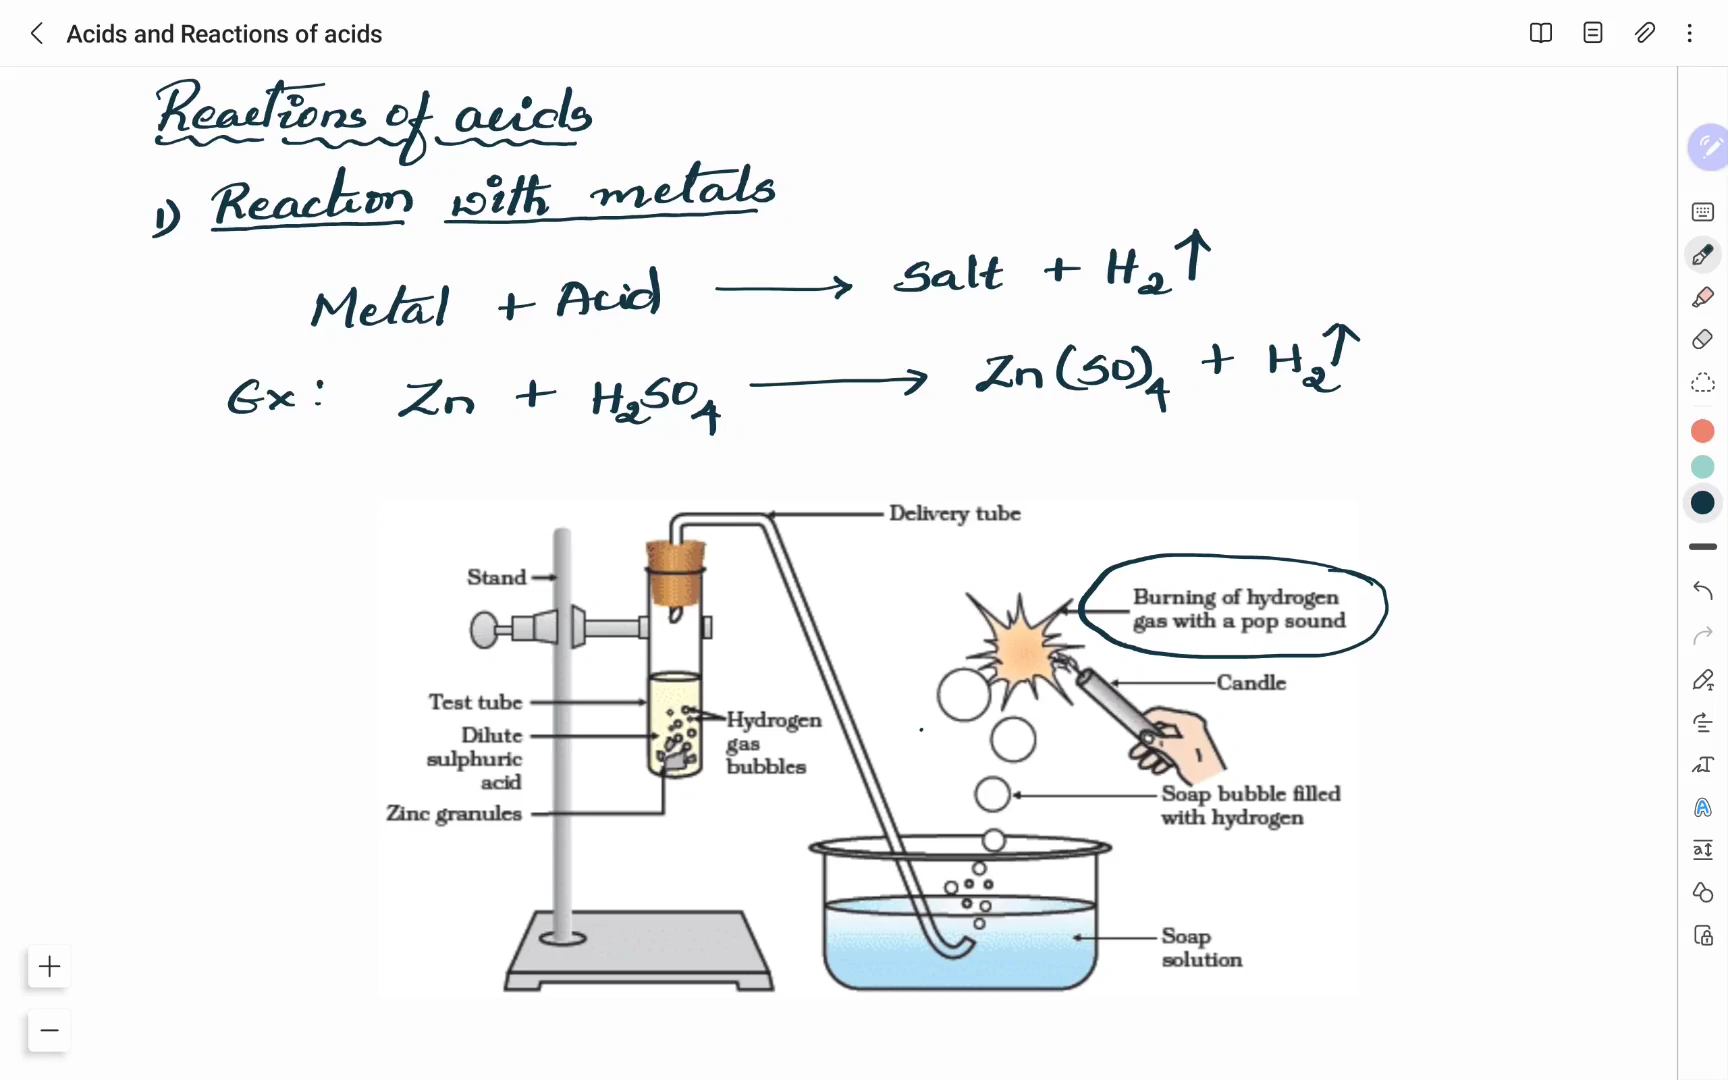 Acids and Reactions of acids
Reactions of acids
1) Reaction with metals
Metal + Acid → Salt + H₂↑
Ex: Zn + H₂SO₄ → Zn(SO)₄ + H₂↑
Delivery tube
Stand
Burning of hydrogen
gas with a pop sound
Candle
Test tube
Hydrogen
gas
bubbles
Dilute
sulphuric
acid
Zinc granules
Soap bubble filled
with hydrogen
Soap
solution